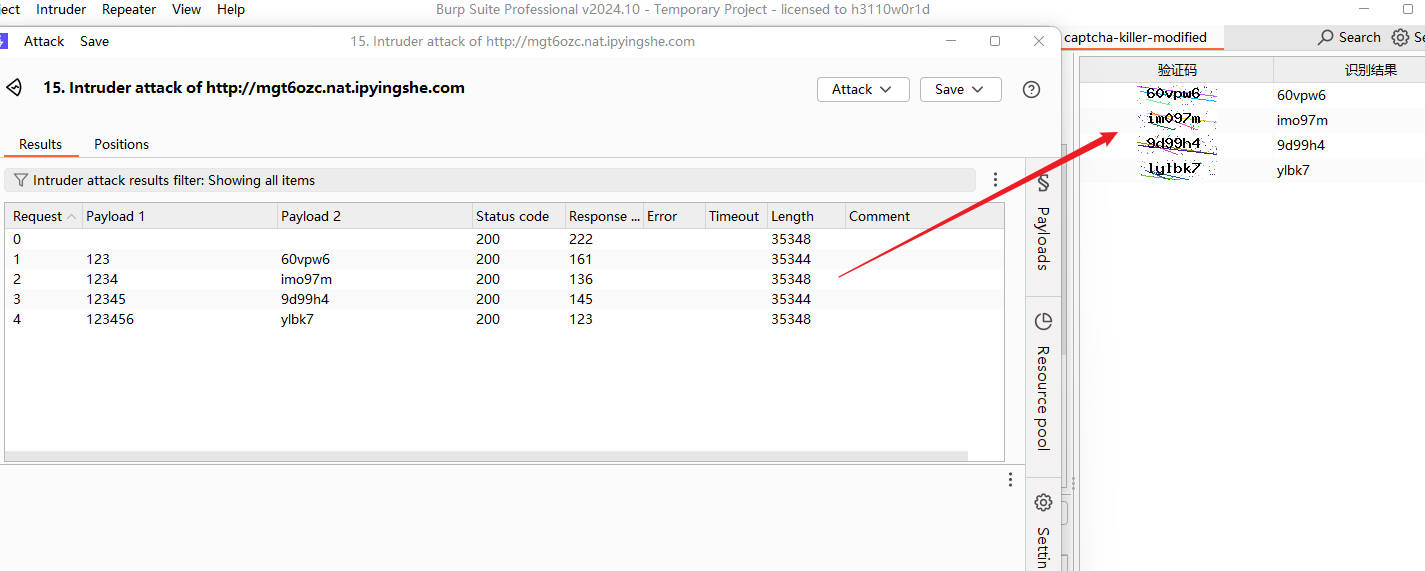 ject Intruder Repeater View Help Burp Suite Professional v2024.10 - Temporary Project - licensed to h3110w0r1d
Attack Save 15. Intruder attack of http://mgt6ozc.nat.ipyingshe.com
captcha-killer-modified Search Se
15. Intruder attack of http://mgt6ozc.nat.ipyingshe.com Attack Save
Results Positions
Intruder attack results filter: Showing all items
Request Payload 1 Payload 2 Status code Response ... Error Timeout Length Comment
0 200 222 35348
1 123 60vpw6 200 161 35344
2 1234 imo97m 200 136 35348
3 12345 9d99h4 200 145 35344
4 123456 ylbk7 200 123 35348
Payloads
Resource pool
Settin
验证码 识别结果
60vpw6 60vpw6
imo97m imo97m
9d99h4 9d99h4
lylbk7 ylbk7